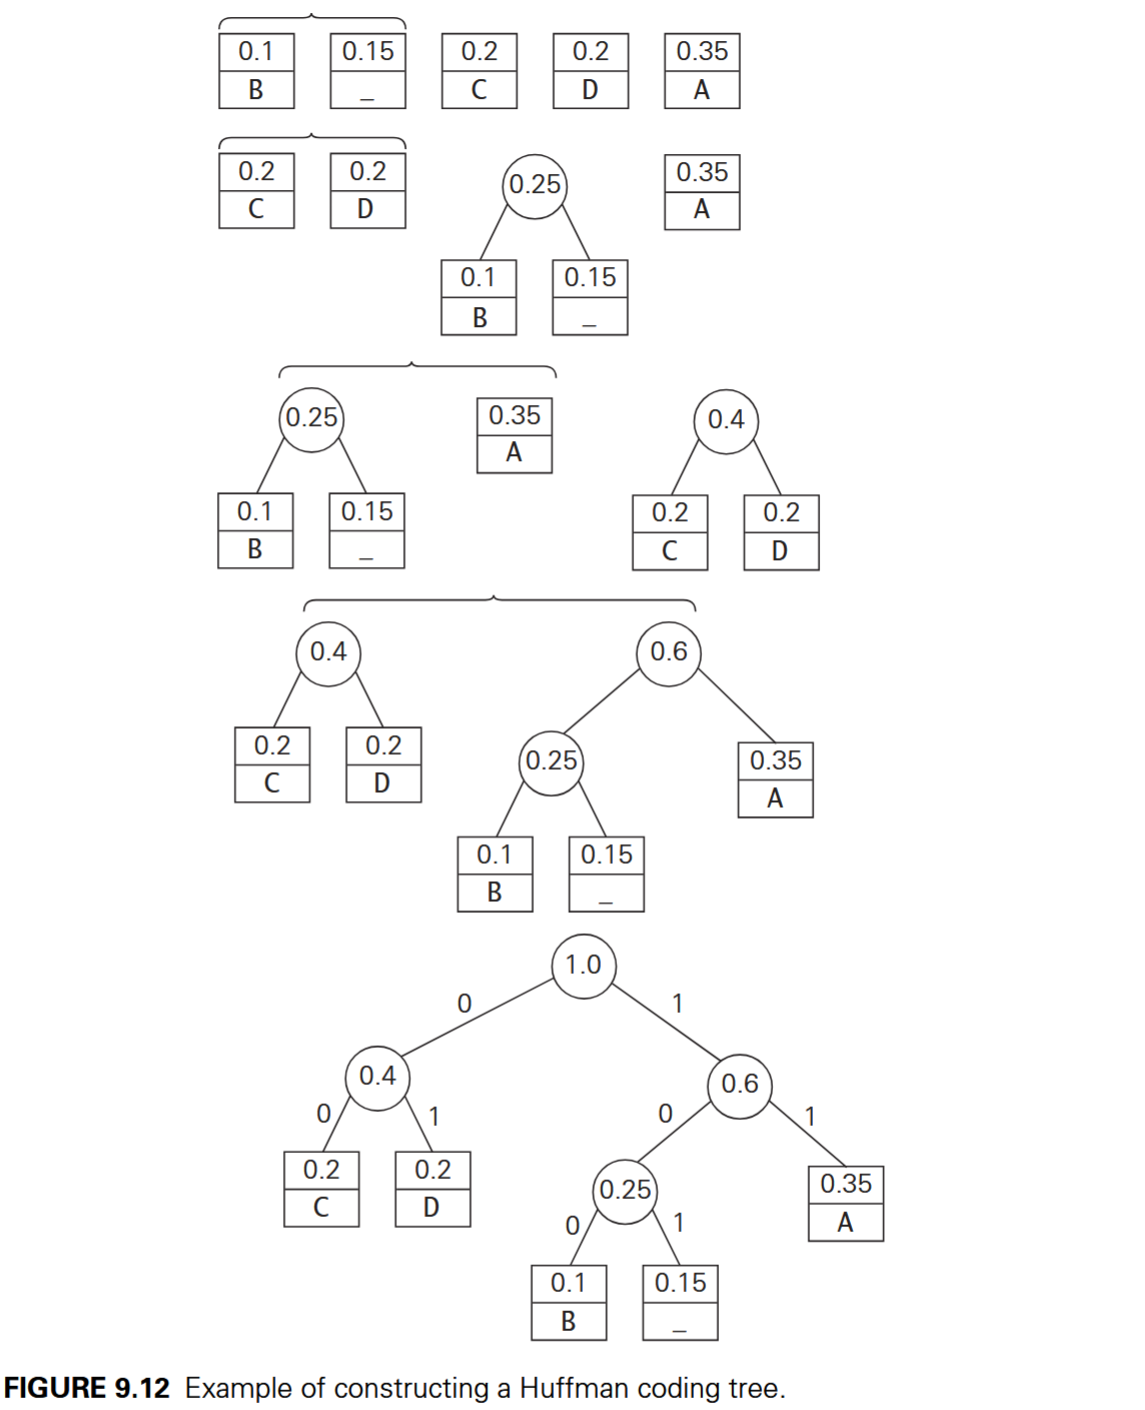 0.1 0.15 0.2 0.2 0.35
B _ C D A
0.2 0.2 0.25 0.35
C D A
0.1 0.15
B _
0.25 0.35 0.4
A
0.1 0.15 0.2 0.2
B _ C D
0.4 0.6
0.2 0.2 0.25 0.35
C D A
0.1 0.15
B _
1.0
0 1
0.4 0.6
0 1 0 1
0.2 0.2 0.25 0.35
C D A
0 1
0.1 0.15
B _
FIGURE 9.12 Example of constructing a Huffman coding tree.